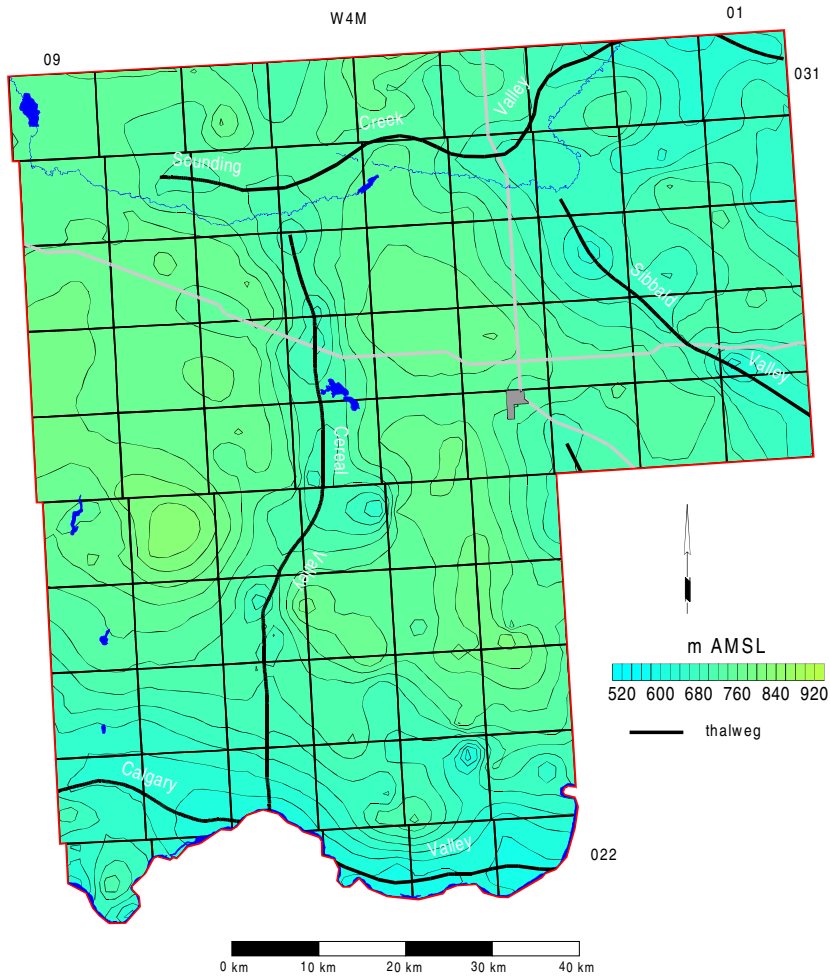 W4M
01
09
031
Valley
Creek
Sounding
Sibbald
Valley
Cereal
Valley
m AMSL
520 600 680 760 840 920
thalweg
Calgary
Valley
022
0 km 10 km 20 km 30 km 40 km